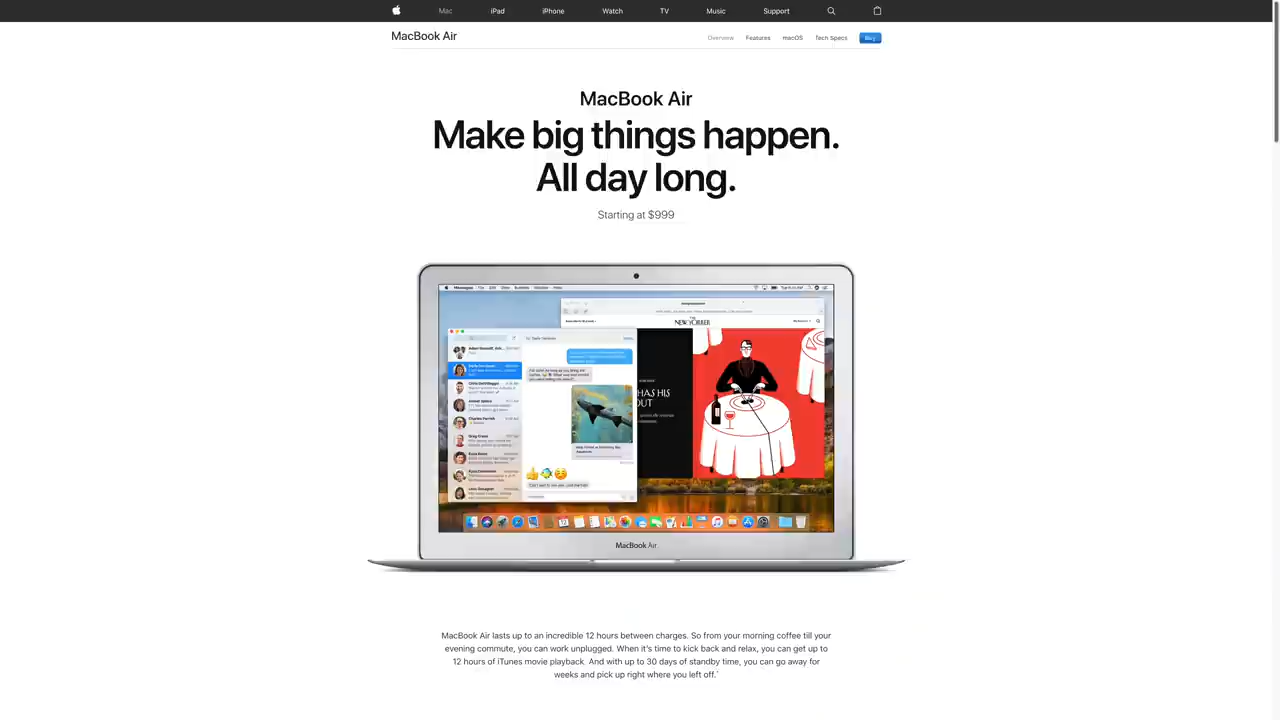 Mac
iPad
iPhone
Watch
TV
Music
Support
MacBook Air
Overview
Features
macOS
Tech Specs
Buy
MacBook Air
Make big things happen.
All day long.
Starting at $999
THE
NEW YORKER
HAS HIS
OUT
MacBook Air
MacBook Air lasts up to an incredible 12 hours between charges. So from your morning coffee till your
evening commute, you can work unplugged. When it's time to kick back and relax, you can get up to
12 hours of iTunes movie playback. And with up to 30 days of standby time, you can go away for
weeks and pick up right where you left off.